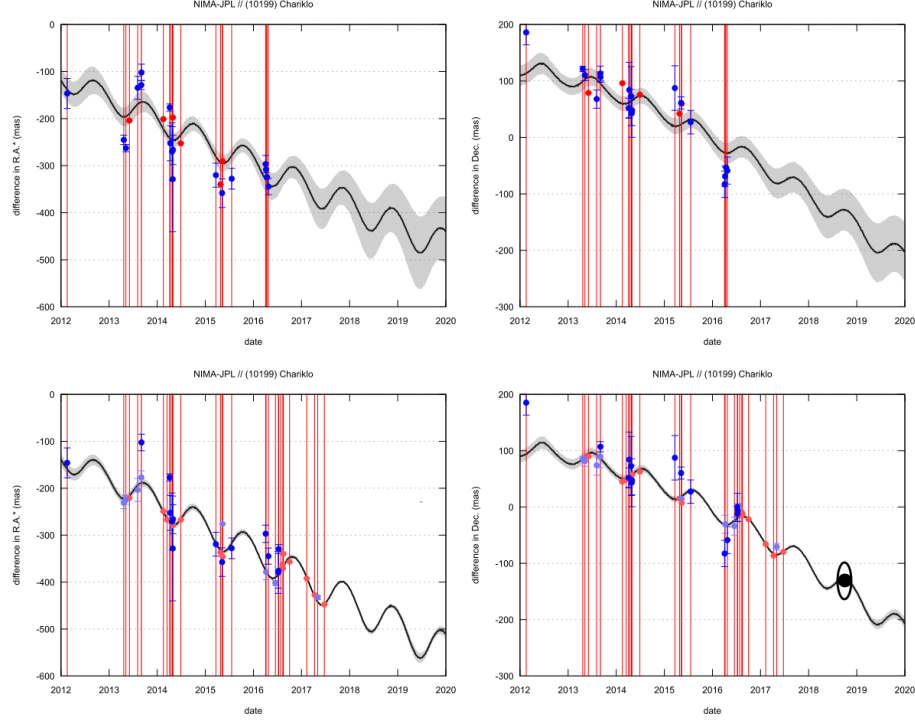 NIMA-JPL // (10199) Chariklo
0
-100
-200
-300
-400
-500
-600
difference in R.A.* (mas)
2012 2013 2014 2015 2016 2017 2018 2019 2020
date
NIMA-JPL // (10199) Chariklo
200
100
0
-100
-200
-300
difference in Dec. (mas)
2012 2013 2014 2015 2016 2017 2018 2019 2020
date
NIMA-JPL // (10199) Chariklo
0
-100
-200
-300
-400
-500
-600
difference in R.A.* (mas)
2012 2013 2014 2015 2016 2017 2018 2019 2020
date
NIMA-JPL // (10199) Chariklo
200
100
0
-100
-200
-300
difference in Dec. (mas)
2012 2013 2014 2015 2016 2017 2018 2019 2020
date